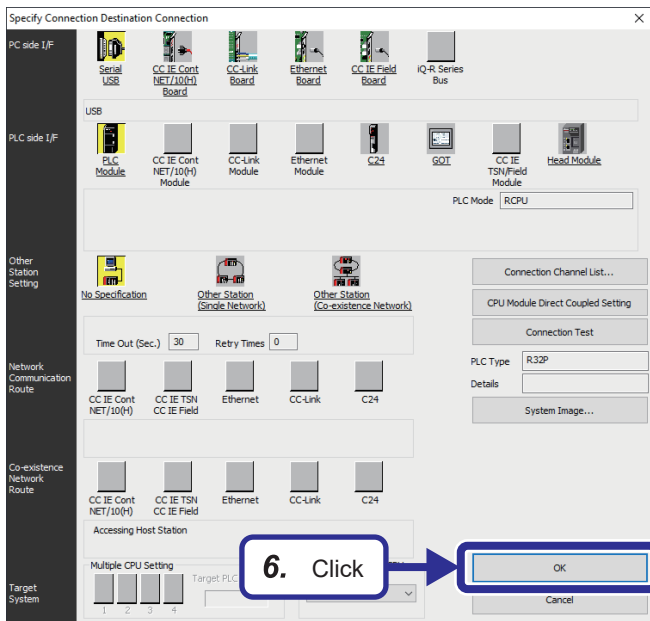 Specify Connection Destination Connection
PC side I/F
Serial
USB
CC IE Cont
NET/10(H)
Board
CC-Link
Board
Ethernet
Board
CC IE Field
Board
iQ-R Series
Bus
USB
PLC side I/F
PLC
Module
CC IE Cont
NET/10(H)
Module
CC-Link
Module
Ethernet
Module
C24
GOT
CC IE
TSN/Field
Module
Head Module
PLC Mode RCPU
Other
Station
Setting
No Specification
Other Station
(Single Network)
Other Station
(Co-existence Network)
Connection Channel List...
CPU Module Direct Coupled Setting
Connection Test
Time Out (Sec.) 30 Retry Times 0
PLC Type R32P
Details
System Image...
Network
Communication
Route
CC IE Cont
NET/10(H)
CC IE TSN
CC IE Field
Ethernet
CC-Link
C24
Co-existence
Network
Route
CC IE Cont
NET/10(H)
CC IE TSN
CC IE Field
Ethernet
CC-Link
C24
Accessing Host Station
Multiple CPU Setting
Target PLC
1 2 3 4
6. Click
OK
Cancel
Target
System